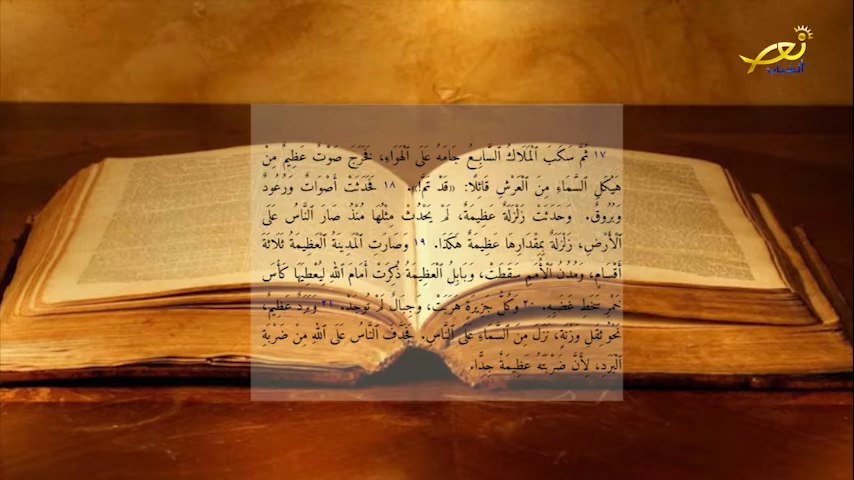 نعم
الشباب
١٧ ثُمَّ سَكَبَ ٱلْمَلَاكُ ٱلسَّابِعُ جَامَهُ عَلَى ٱلْهَوَاءِ، فَخَرَجَ صَوْتٌ عَظِيمٌ مِنْ
هَيْكَلِ ٱلسَّمَاءِ مِنَ ٱلْعَرْشِ قَائِلًا: «قَدْ تَمَّ!». ١٨ فَحَدَثَتْ أَصْوَاتٌ وَرُعُودٌ
وَبُرُوقٌ. وَحَدَثَتْ زَلْزَلَةٌ عَظِيمَةٌ، لَمْ يَحْدُثْ مِثْلُهَا مُنْذُ صَارَ ٱلنَّاسُ عَلَى
ٱلْأَرْضِ، زَلْزَلَةٌ بِمِقْدَارِهَا عَظِيمَةٌ هَكَذَا. ١٩ وَصَارَتِ ٱلْمَدِينَةُ ٱلْعَظِيمَةُ ثَلَاثَةَ
أَقْسَامٍ، وَمُدُنُ ٱلْأُمَمِ سَقَطَتْ، وَبَابِلُ ٱلْعَظِيمَةُ ذُكِرَتْ أَمَامَ ٱللهِ لِيُعْطِيَهَا كَأْسَ
خَمْرِ سَخَطِ غَضَبِهِ. ٢٠ وَكُلُّ جَزِيرَةٍ هَرَبَتْ، وَجِبَالٌ لَمْ تُوجَدْ. ٢١ وَبَرَدٌ عَظِيمٌ،
نَحْوُ ثِقَلِ وَزْنَةٍ، نَزَلَ مِنَ ٱلسَّمَاءِ عَلَى ٱلنَّاسِ. فَجَدَّفَ ٱلنَّاسُ عَلَى ٱللهِ مِنْ ضَرْبَةِ
ٱلْبَرَدِ، لِأَنَّ ضَرْبَتَهُ عَظِيمَةٌ جِدًّا.